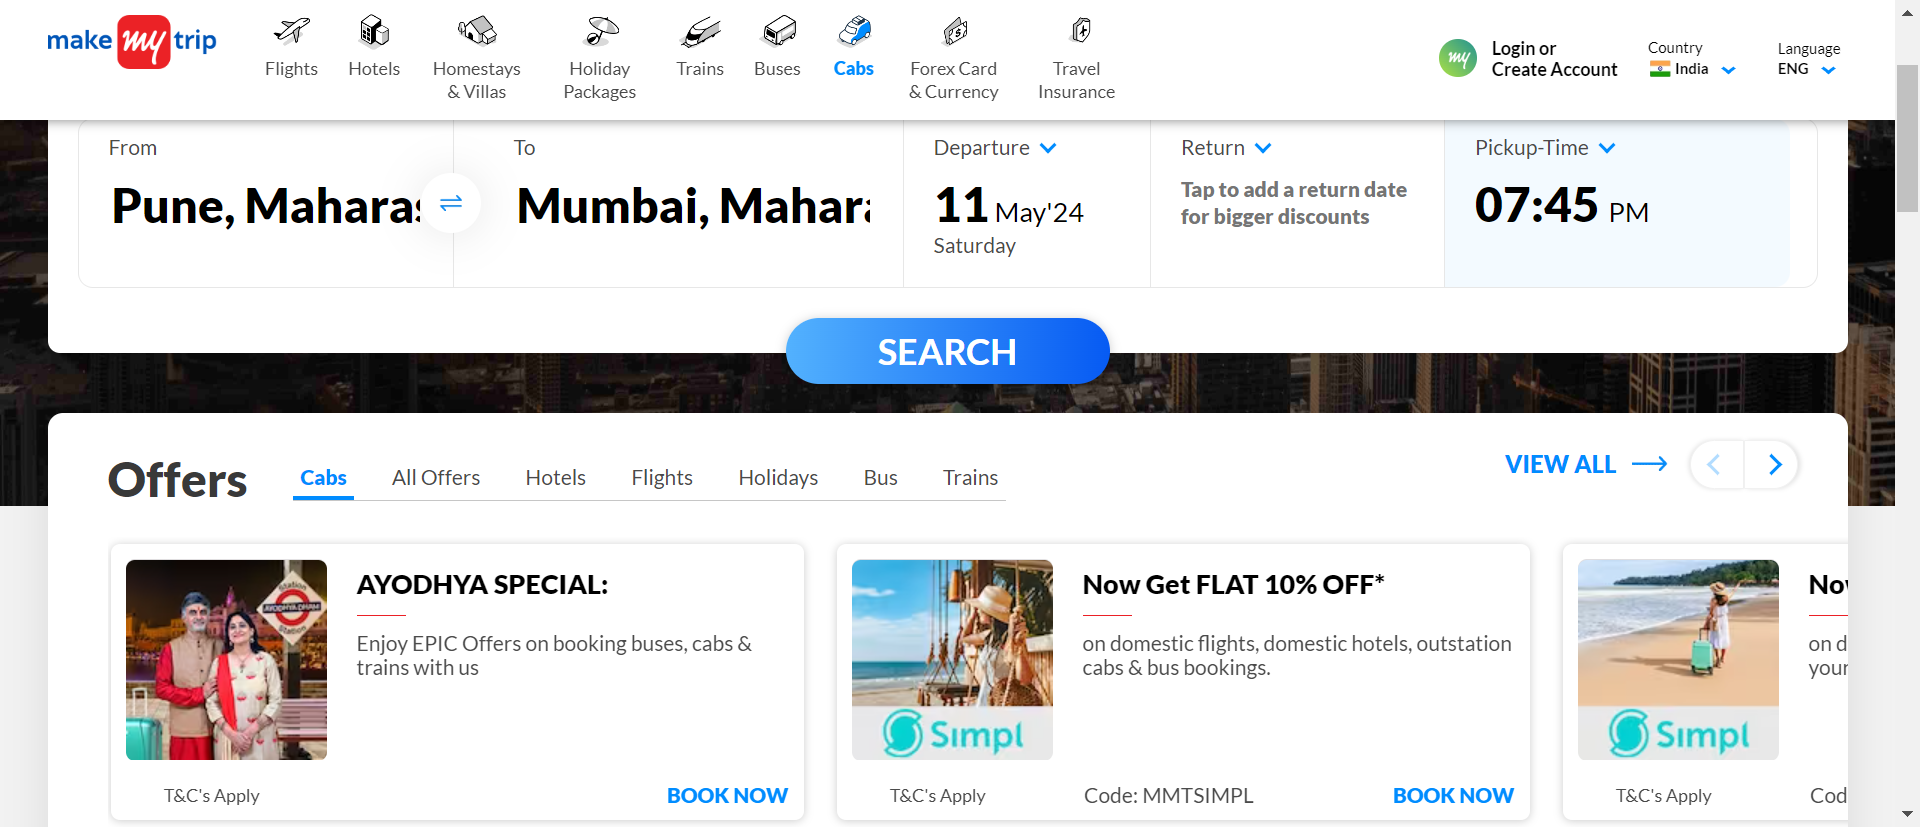 make my trip
Flights
Hotels
Homestays
& Villas
Holiday
Packages
Trains
Buses
Cabs
Forex Card
& Currency
Travel
Insurance
my
Login or
Create Account
Country
India
Language
ENG
From
Pune, Maharas
To
Mumbai, Mahara
Departure
11 May'24
Saturday
Return
Tap to add a return date
for bigger discounts
Pickup-Time
07:45 PM
SEARCH
Offers
Cabs
All Offers
Hotels
Flights
Holidays
Bus
Trains
VIEW ALL
Station
AYODHYA DHAM
Station
AYODHYA SPECIAL:
Enjoy EPIC Offers on booking buses, cabs &
trains with us
T&C's Apply
BOOK NOW
Simpl
Now Get FLAT 10% OFF*
on domestic flights, domestic hotels, outstation
cabs & bus bookings.
T&C's Apply
Code: MMTSIMPL
BOOK NOW
Simpl
Nov
on d
your
T&C's Apply
Cod